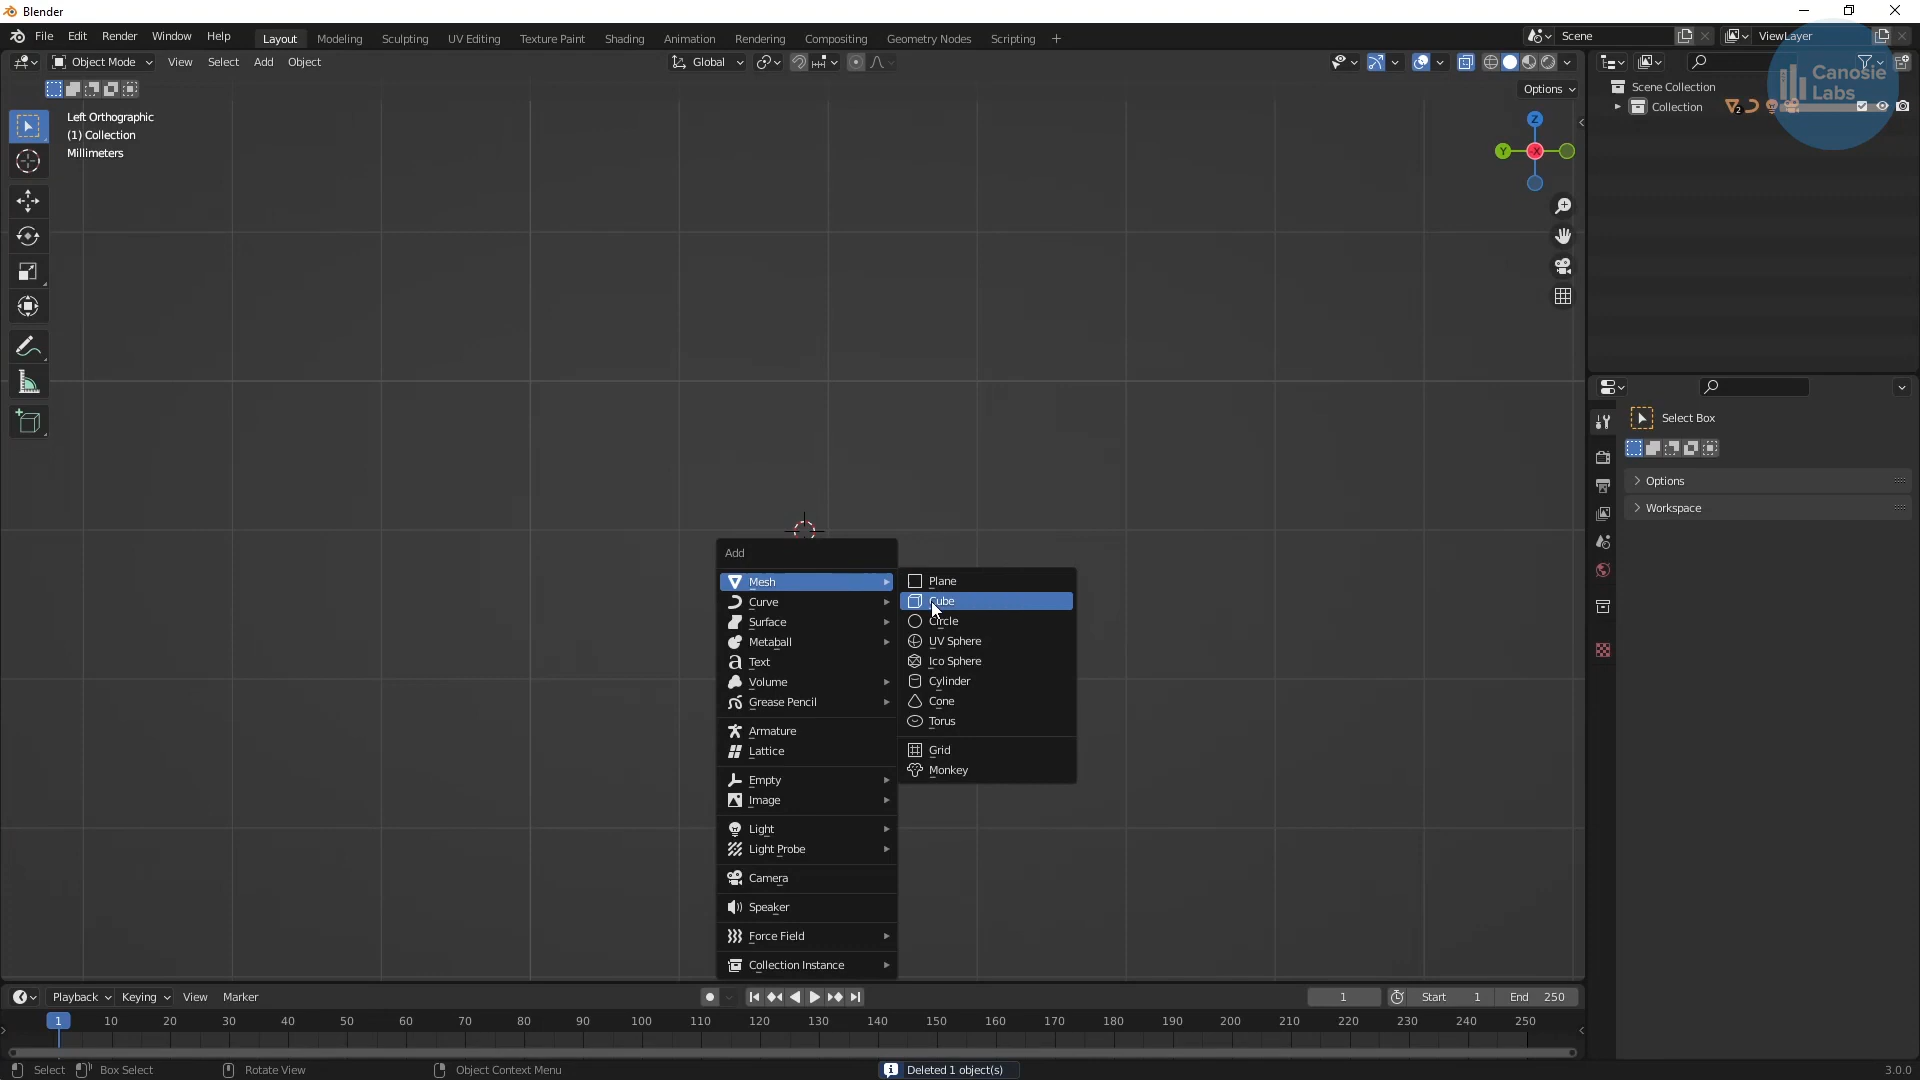 Blender
File Edit Render Window Help
Layout Modeling Sculpting UV Editing Texture Paint Shading Animation Rendering Compositing Geometry Nodes Scripting
Scene
ViewLayer
Object Mode View Select Add Object
Global
Options
Canosie
Labs
Scene Collection
Collection
2
Left Orthographic
(1) Collection
Millimeters
Z
Y
-X
Select Box
Options
Workspace
Add
Mesh
Curve
Surface
Metaball
Text
Volume
Grease Pencil
Armature
Lattice
Empty
Image
Light
Light Probe
Camera
Speaker
Force Field
Collection Instance
Plane
Cube
Circle
UV Sphere
Ico Sphere
Cylinder
Cone
Torus
Grid
Monkey
Playback Keying View Marker
1
Start 1
End 250
1 10 20 30 40 50 60 70 80 90 100 110 120 130 140 150 160 170 180 190 200 210 220 230 240 250
Select Box Select Rotate View Object Context Menu
Deleted 1 object(s)
3.0.0